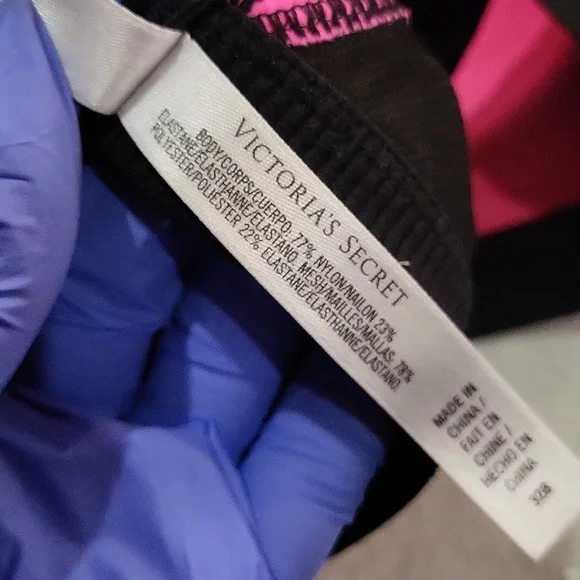 VICTORIA'S SECRET
BODY/CORPS/CUERPO: 77% NYLON/NAILON 23%
ELASTANE/ELASTHANNE/ELASTANO. MESH/MAILLES/MALLAS: 78%
POLYESTER/POLIESTER 22% ELASTANE/ELASTHANNE/ELASTANO.
MADE IN
CHINA /
FAIT EN
CHINE /
HECHO EN
CHINA
32B